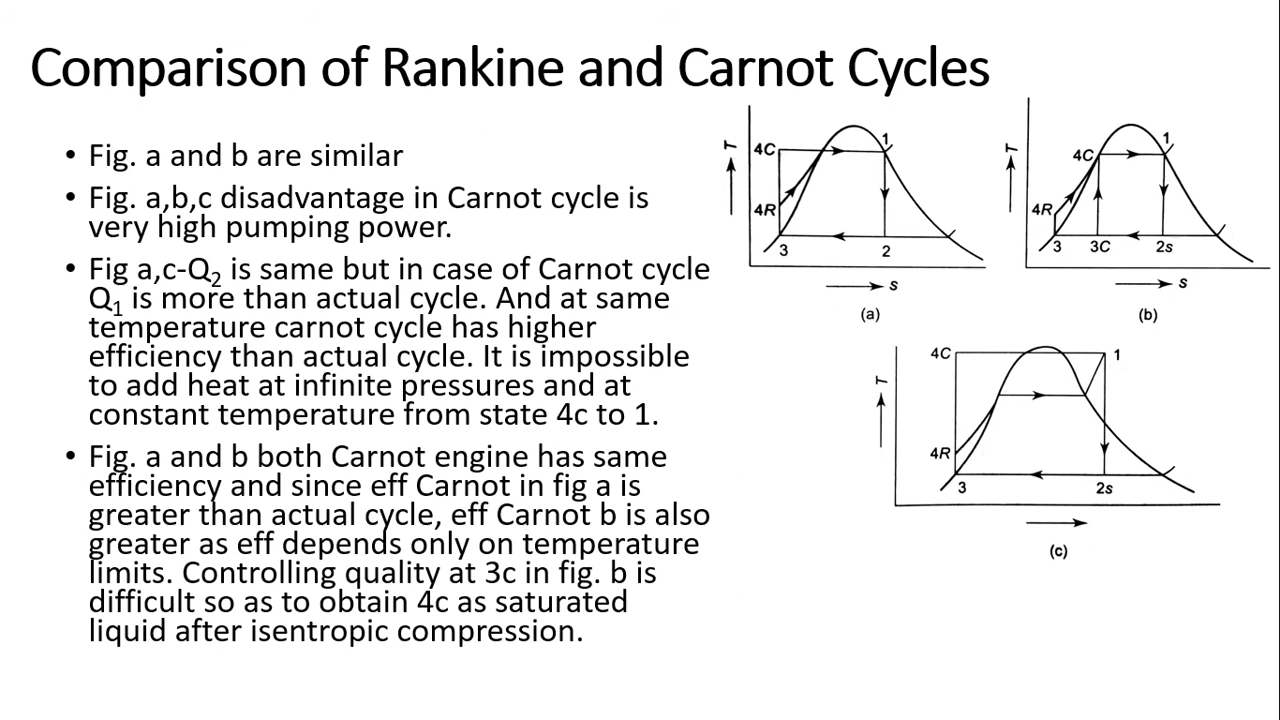 Comparison of Rankine and Carnot Cycles
• Fig. a and b are similar
• Fig. a,b,c disadvantage in Carnot cycle is
very high pumping power.
• Fig a,c-Q2 is same but in case of Carnot cycle
Q1 is more than actual cycle. And at same
temperature carnot cycle has higher
efficiency than actual cycle. It is impossible
to add heat at infinite pressures and at
constant temperature from state 4c to 1.
• Fig. a and b both Carnot engine has same
efficiency and since eff Carnot in fig a is
greater than actual cycle, eff Carnot b is also
greater as eff depends only on temperature
limits. Controlling quality at 3c in fig. b is
difficult so as to obtain 4c as saturated
liquid after isentropic compression.
T
4C
1
4R
3
2
s
(a)
T
4C
1
4R
3
3C
2s
s
(b)
T
4C
1
4R
3
2s
(c)